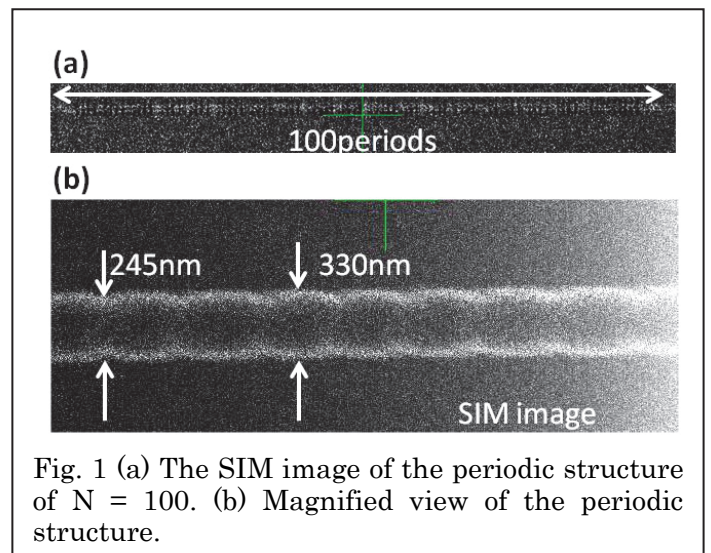 (a)
100periods
(b)
245nm 330nm
SIM image
Fig. 1 (a) The SIM image of the periodic structure
of N = 100. (b) Magnified view of the periodic
structure.